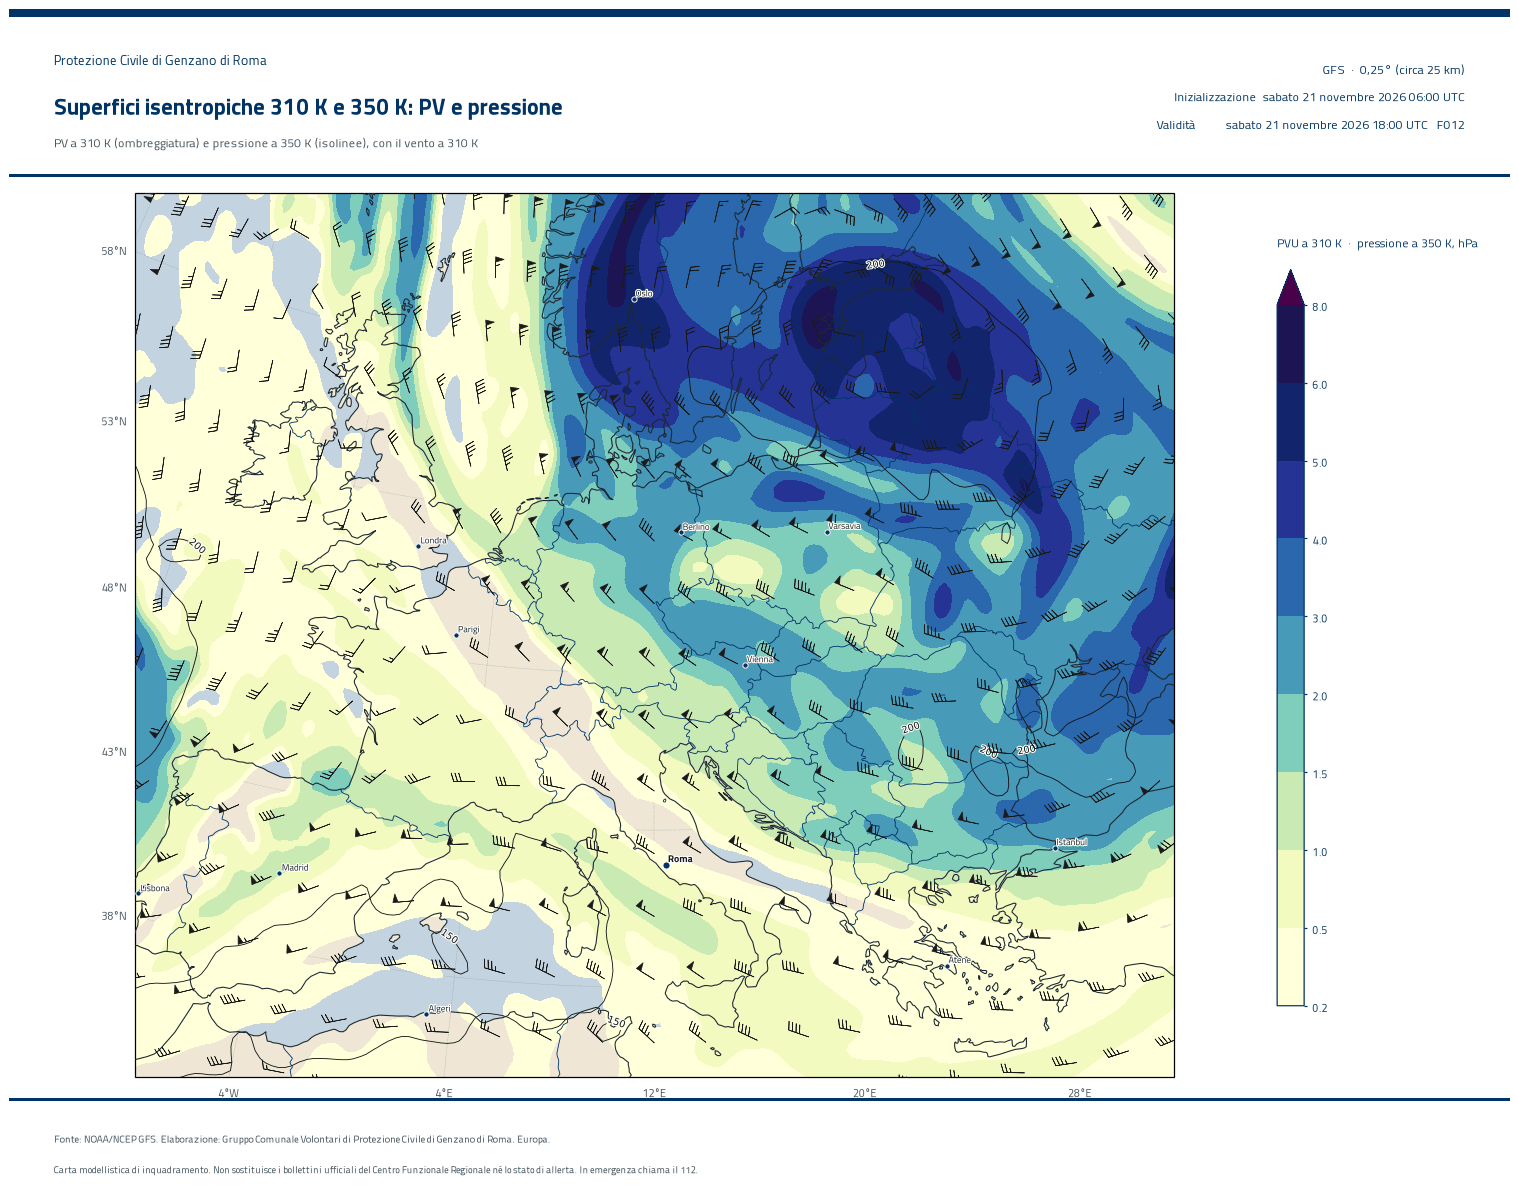 Protezione Civile di Genzano di Roma
Superfici isentropiche 310 K e 350 K: PV e pressione
PV a 310 K (ombreggiatura) e pressione a 350 K (isolinee), con il vento a 310 K
GFS · 0,25° (circa 25 km)
Inizializzazione sabato 21 novembre 2026 06:00 UTC
Validità sabato 21 novembre 2026 18:00 UTC F012
PVU a 310 K · pressione a 350 K, hPa
8.0
6.0
5.0
4.0
3.0
2.0
1.5
1.0
0.5
0.2
58°N
53°N
48°N
43°N
38°N
4°W
4°E
12°E
20°E
28°E
200
Oslo
Berlino
Varsavia
Londra
200
Parigi
Vienna
200
200
200
Istanbul
Roma
Madrid
Lisbona
150
Atene
Algeri
150
Fonte: NOAA/NCEP GFS. Elaborazione: Gruppo Comunale Volontari di Protezione Civile di Genzano di Roma. Europa.
Carta modellistica di inquadramento. Non sostituisce i bollettini ufficiali del Centro Funzionale Regionale né lo stato di allerta. In emergenza chiama il 112.